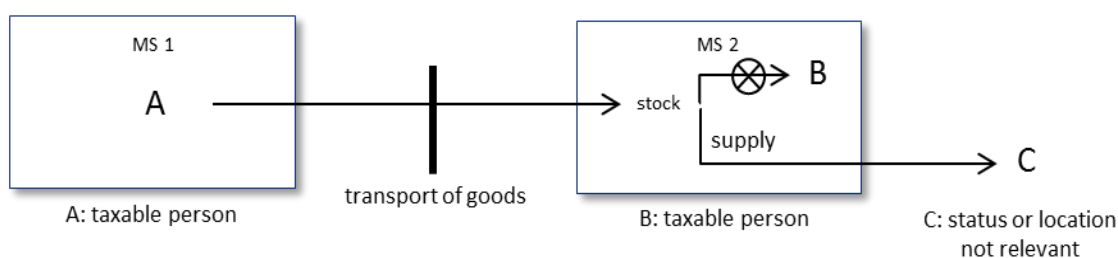 MS 1
A
A: taxable person
transport of goods
MS 2
stock
B
supply
B: taxable person
C
C: status or location
not relevant